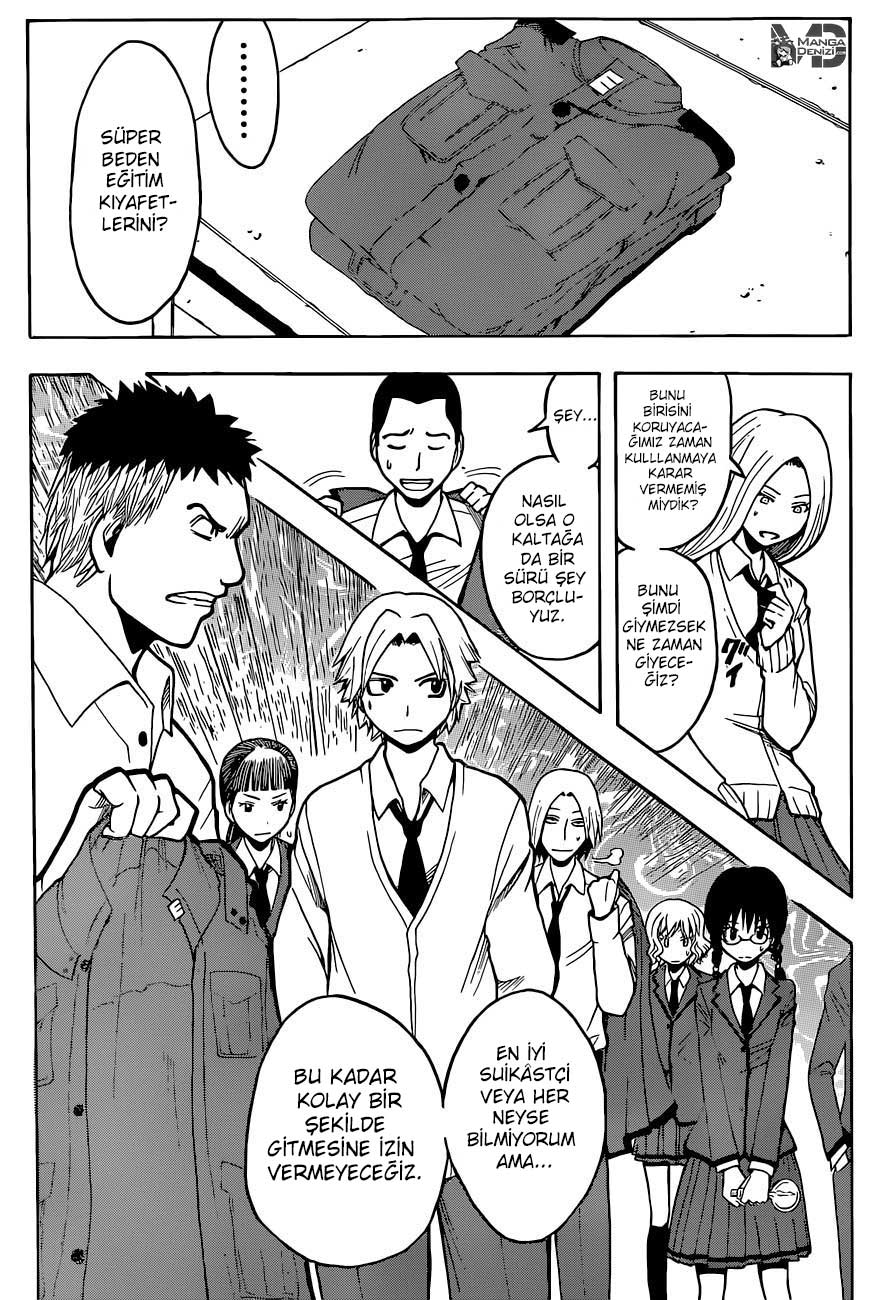 MANGA
DENİZİ
.........
SÜPER
BEDEN
EĞİTİM
KIYAFET-
LERİNİ?
BUNU
BİRİSİNİ
KORUYACA-
ĞIMIZ ZAMAN
KULLLANMAYA
KARAR
VERMEMİŞ
MİYDİK?
BUNU
ŞİMDİ
GİYMEZSEK
NE ZAMAN
GİYECE-
ĞİZ?
ŞEY...
NASIL
OLSA O
KALTAĞA
DA BİR
SÜRÜ ŞEY
BORÇLU-
YUZ.
EN İYİ
SUİKÂSTÇİ
VEYA HER
NEYSE
BİLMİYORUM
AMA...
BU KADAR
KOLAY BİR
ŞEKİLDE
GİTMESİNE İZİN
VERMEYECEĞİZ.